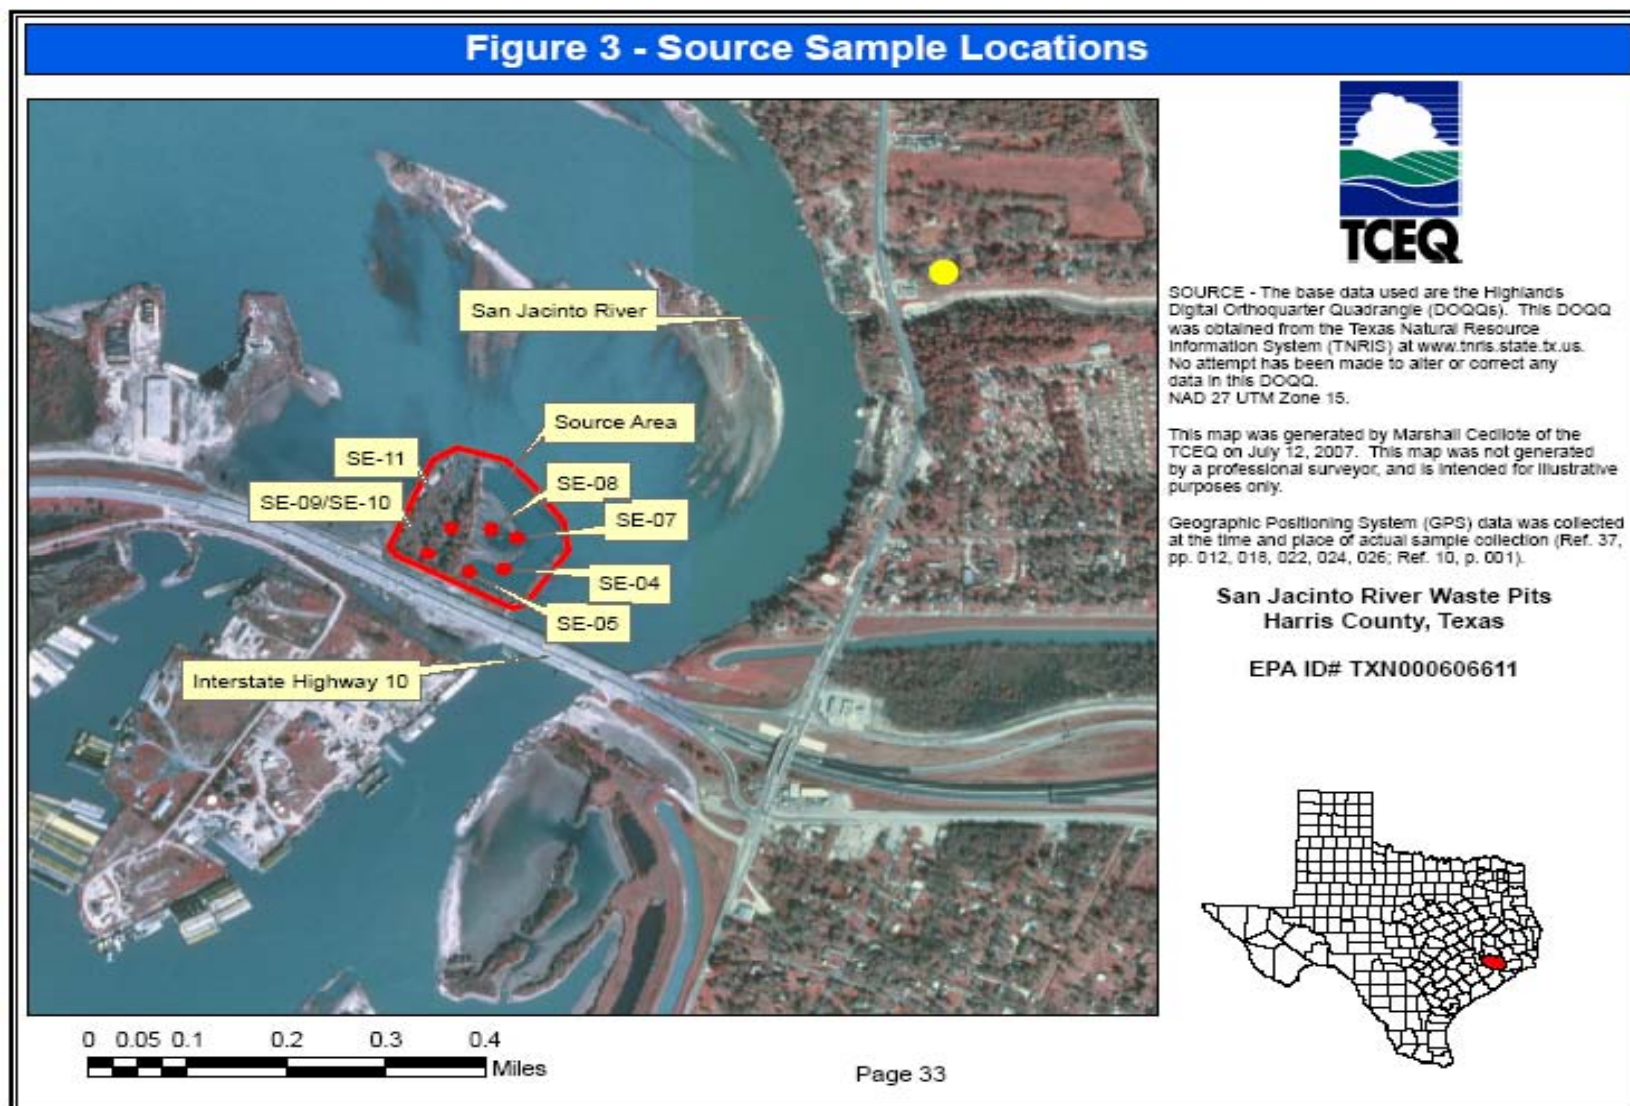 Figure 3 - Source Sample Locations
San Jacinto River
Source Area
SE-11
SE-08
SE-09/SE-10
SE-07
SE-04
SE-05
Interstate Highway 10
TCEQ
SOURCE - The base data used are the Highlands
Digital Orthoquarter Quadrangle (DOQQs). This DOQQ
was obtained from the Texas Natural Resource
Information System (TNRIS) at www.tnris.state.tx.us.
No attempt has been made to alter or correct any
data in this DOQQ.
NAD 27 UTM Zone 15.
This map was generated by Marshall Cedilote of the
TCEQ on July 12, 2007. This map was not generated
by a professional surveyor, and is intended for illustrative
purposes only.
Geographic Positioning System (GPS) data was collected
at the time and place of actual sample collection (Ref. 37,
pp. 012, 018, 022, 024, 026; Ref. 10, p. 001).
San Jacinto River Waste Pits
Harris County, Texas
EPA ID# TXN000606611
0 0.05 0.1 0.2 0.3 0.4
Miles
Page 33